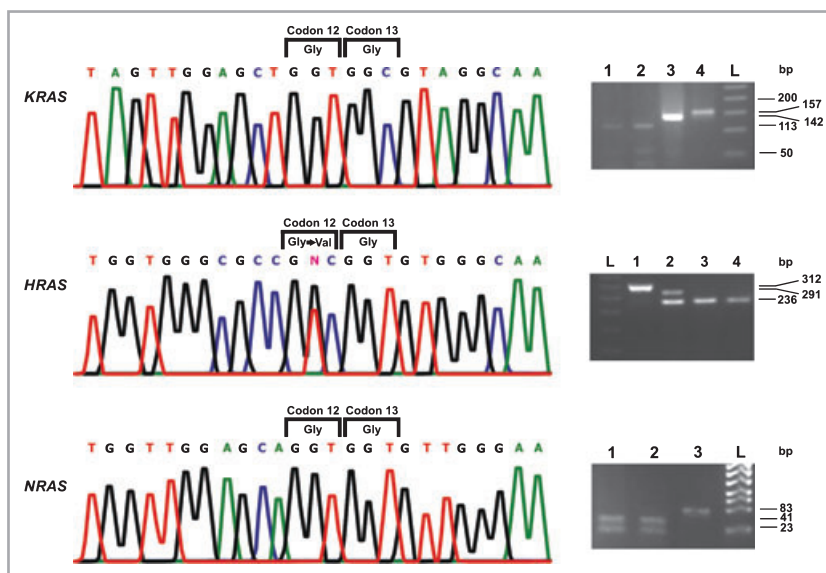 Codon 12 Codon 13
Gly Gly
T A G T T G G A G C T G G T G G C G T A G G C A A
KRAS
1 2 3 4 L bp
200
157
142
113
50
Codon 12 Codon 13
Gly➡Val Gly
T G G T G G G C G C C G N C G G T G T G G G C A A
HRAS
L 1 2 3 4 bp
312
291
236
Codon 12 Codon 13
Gly Gly
T G G T T G G A G C A G G T G G T G T T G G G A A
NRAS
1 2 3 L bp
83
41
23